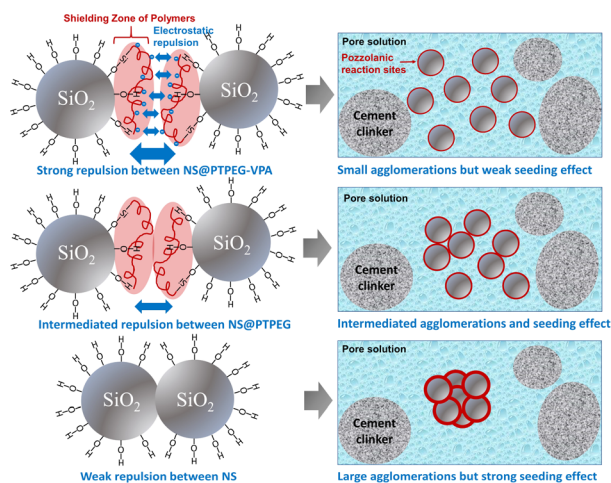 Shielding Zone of Polymers
Electrostatic
repulsion
SiO2
SiO2
Strong repulsion between NS@PTPEG-VPA
Pore solution
Pozzolanic
reaction sites
Cement
clinker
Small agglomerations but weak seeding effect
SiO2
SiO2
Intermediated repulsion between NS@PTPEG
Pore solution
Cement
clinker
Intermediated agglomerations and seeding effect
SiO2
SiO2
Weak repulsion between NS
Pore solution
Cement
clinker
Large agglomerations but strong seeding effect